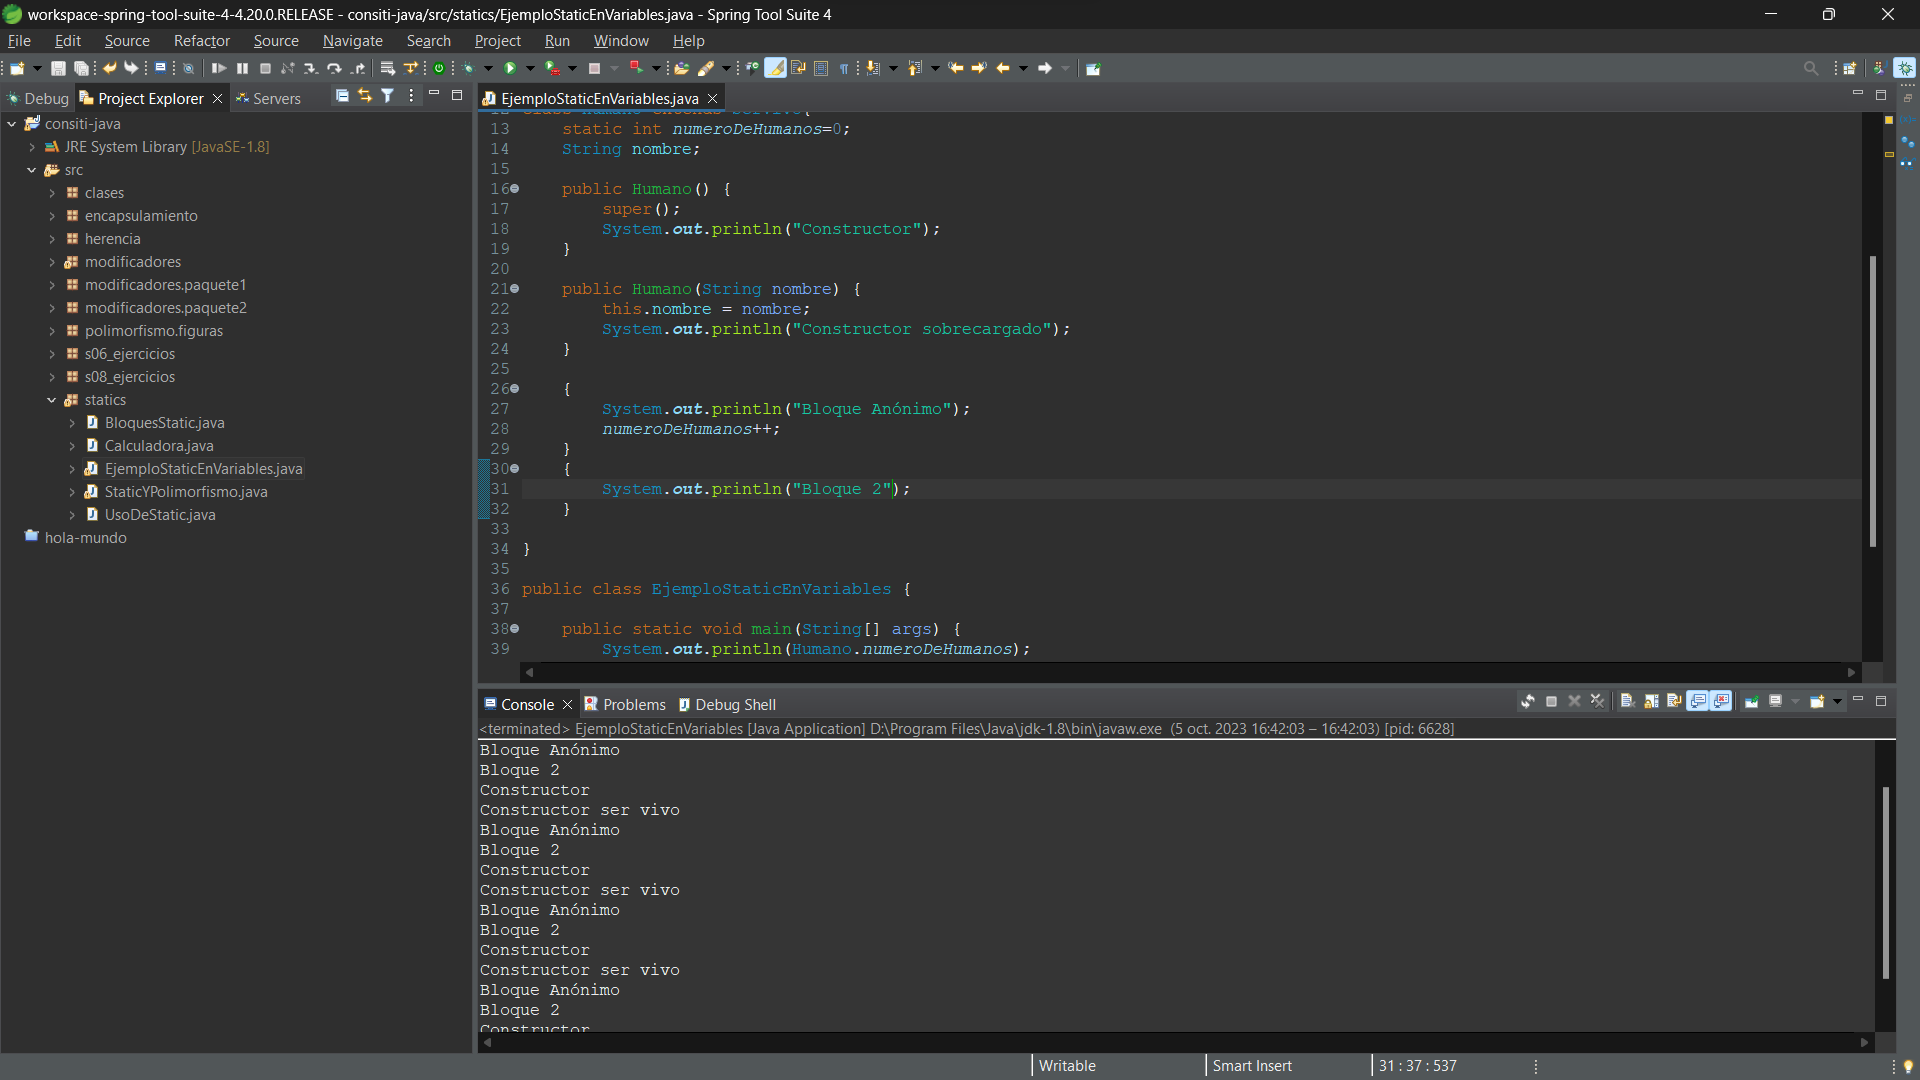 workspace-spring-tool-suite-4-4.20.0.RELEASE - consiti-java/src/statics/EjemploStaticEnVariables.java - Spring Tool Suite 4
File Edit Source Refactor Source Navigate Search Project Run Window Help
Debug Project Explorer Servers
consiti-java
JRE System Library [JavaSE-1.8]
src
clases
encapsulamiento
herencia
modificadores
modificadores.paquete1
modificadores.paquete2
polimorfismo.figuras
s06_ejercicios
s08_ejercicios
statics
BloquesStatic.java
Calculadora.java
EjemploStaticEnVariables.java
StaticYPolimorfismo.java
UsoDeStatic.java
hola-mundo
EjemploStaticEnVariables.java
13 static int numeroDeHumanos=0;
14 String nombre;
15
16 public Humano() {
17 super();
18 System.out.println("Constructor");
19 }
20
21 public Humano(String nombre) {
22 this.nombre = nombre;
23 System.out.println("Constructor sobrecargado");
24 }
25
26 {
27 System.out.println("Bloque Anónimo");
28 numeroDeHumanos++;
29 }
30 {
31 System.out.println("Bloque 2");
32 }
33
34 }
35
36 public class EjemploStaticEnVariables {
37
38 public static void main(String[] args) {
39 System.out.println(Humano.numeroDeHumanos);
Console Problems Debug Shell
<terminated> EjemploStaticEnVariables [Java Application] D:\Program Files\Java\jdk-1.8\bin\javaw.exe (5 oct. 2023 16:42:03 – 16:42:03) [pid: 6628]
Bloque Anónimo
Bloque 2
Constructor
Constructor ser vivo
Bloque Anónimo
Bloque 2
Constructor
Constructor ser vivo
Bloque Anónimo
Bloque 2
Constructor
Constructor ser vivo
Bloque Anónimo
Bloque 2
Constructor
Writable Smart Insert 31 : 37 : 537